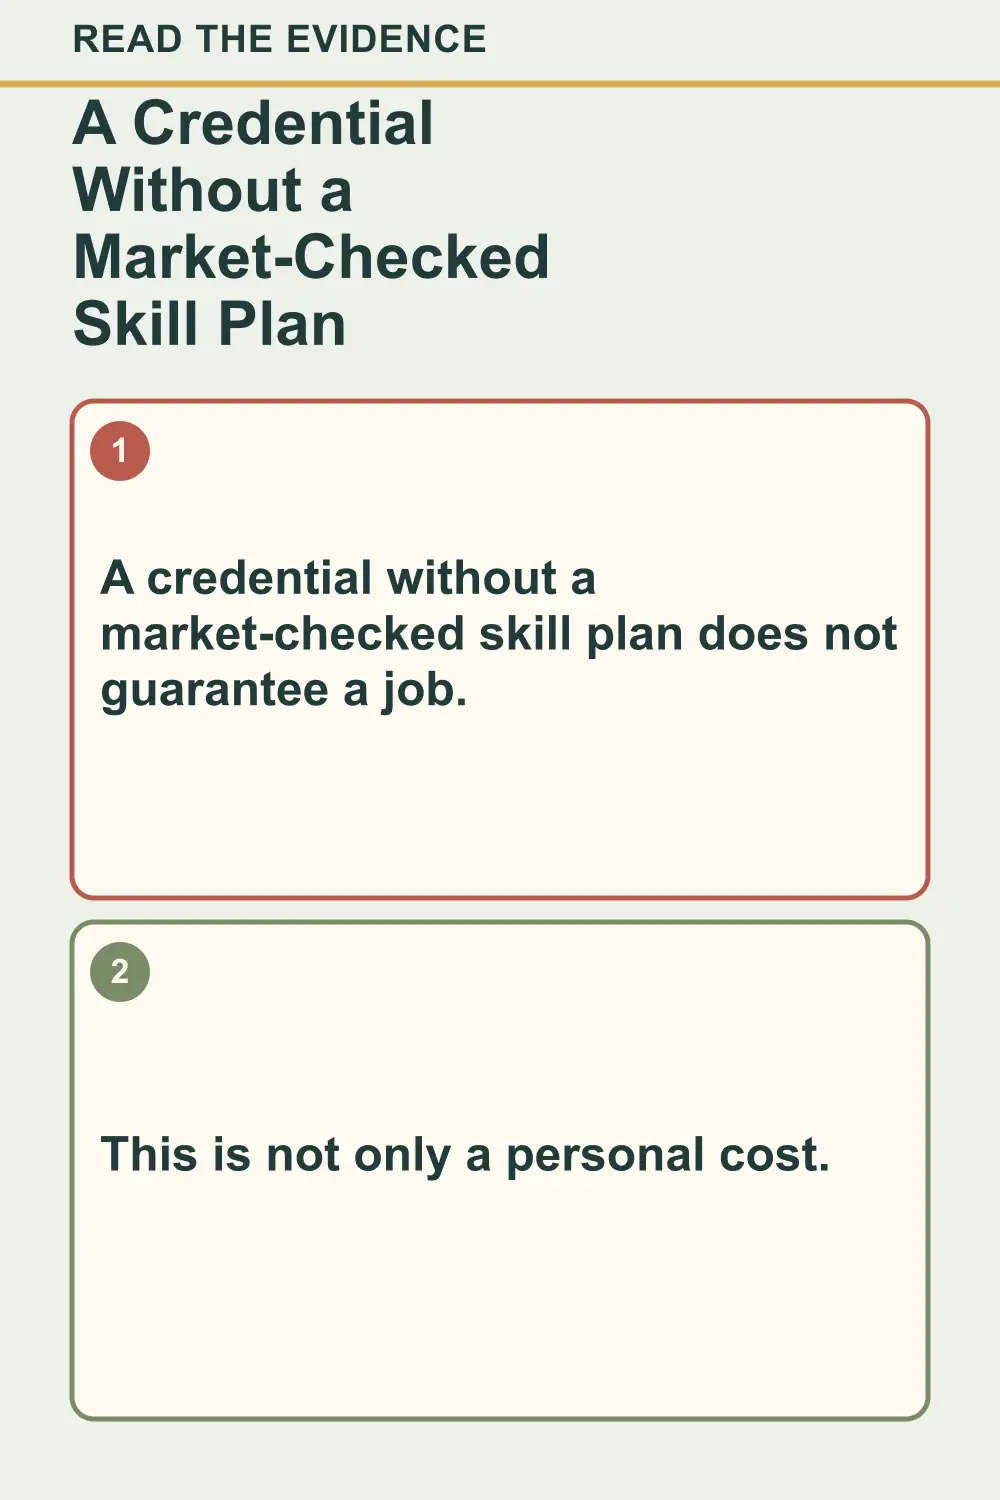 READ THE EVIDENCE
A Credential
Without a
Market-Checked
Skill Plan
1
A credential without a
market-checked skill plan does not
guarantee a job.
2
This is not only a personal cost.